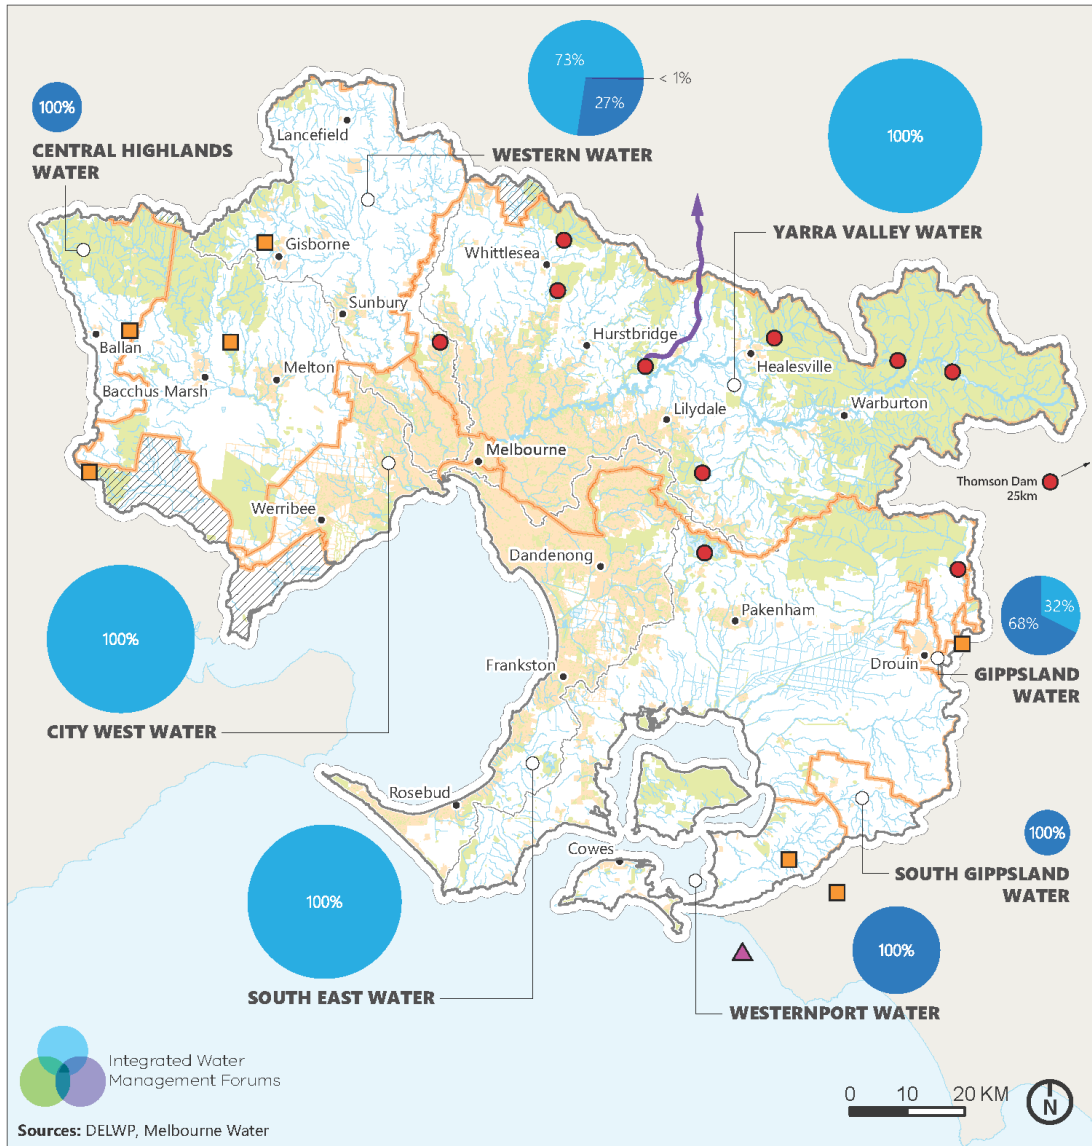 73%
< 1%
27%
100%
CENTRAL HIGHLANDS
WATER
Lancefield
WESTERN WATER
100%
YARRA VALLEY WATER
Gisborne
Whittlesea
Sunbury
Hurstbridge
Ballan
Healesville
Melton
Bacchus Marsh
Lilydale
Warburton
Melbourne
Thomson Dam
25km
Werribee
Dandenong
100%
CITY WEST WATER
Pakenham
32%
68%
Drouin
GIPPSLAND
WATER
Frankston
Rosebud
Cowes
100%
SOUTH GIPPSLAND
WATER
100%
SOUTH EAST WATER
100%
WESTERNPORT WATER
Integrated Water
Management Forums
0 10 20 KM
N
Sources: DELWP, Melbourne Water